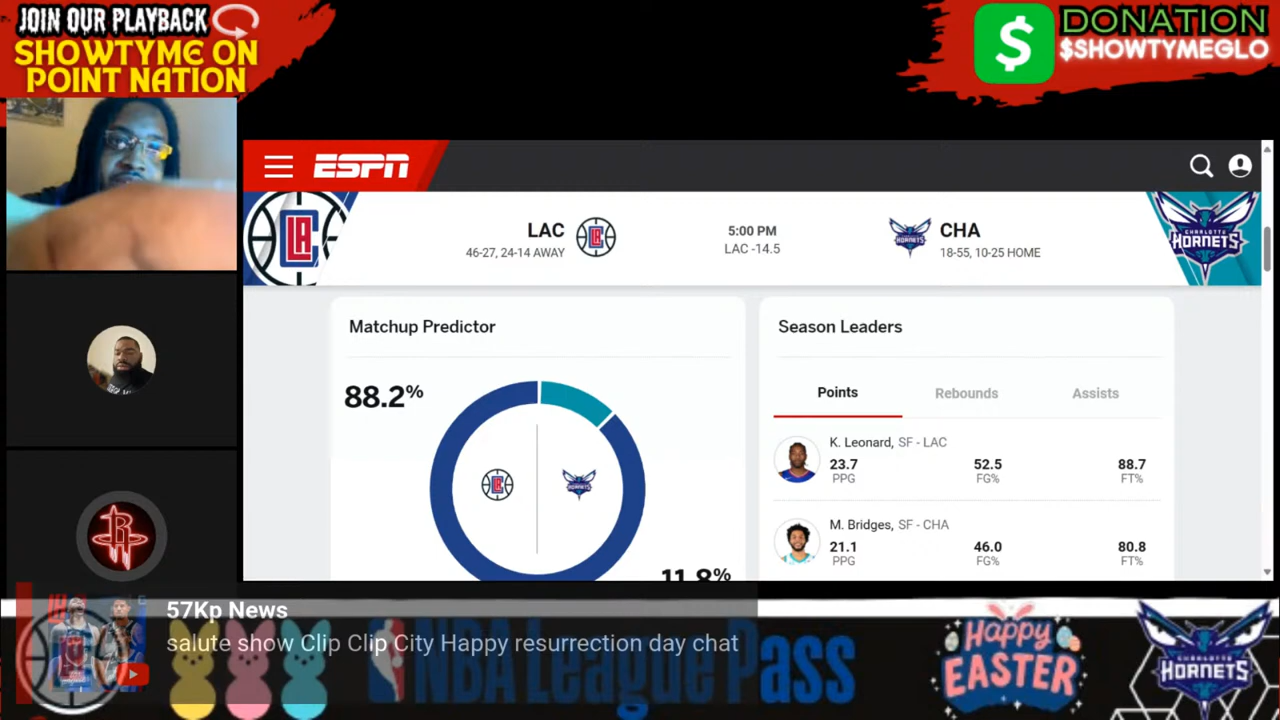 JOIN OUR PLAYBACK
SHOWTYME ON
POINT NATION
DONATION
$SHOWTYMEGLO
ESPN
LAC
46-27, 24-14 AWAY
5:00 PM
LAC -14.5
CHA
18-55, 10-25 HOME
CHARLOTTE
HORNETS
Matchup Predictor
88.2%
11.8%
Season Leaders
Points
Rebounds
Assists
K. Leonard, SF - LAC
23.7
52.5
88.7
PPG
FG%
FT%
M. Bridges, SF - CHA
21.1
46.0
80.8
PPG
FG%
FT%
57Kp News
salute show Clip Clip City Happy resurrection day chat
NBA League Pass
Happy
EASTER
CHARLOTTE
HORNETS